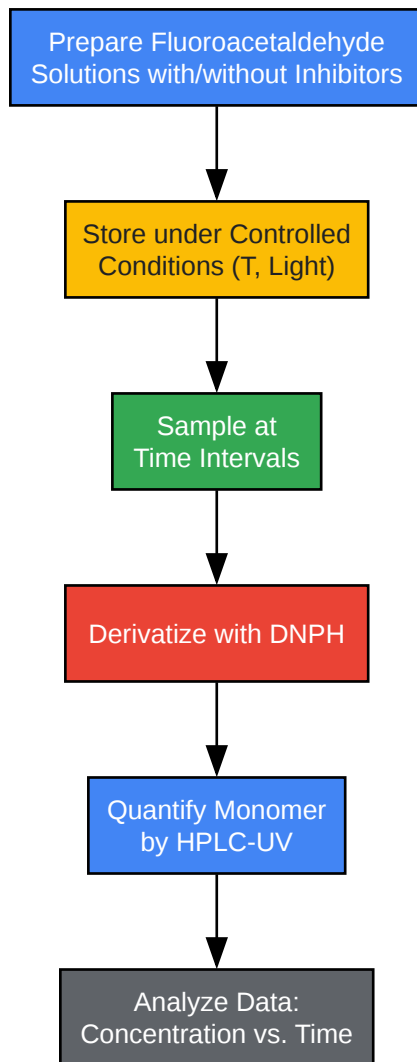 Prepare Fluoroacetaldehyde
Solutions with/without Inhibitors
Store under Controlled
Conditions (T, Light)
Sample at
Time Intervals
Derivatize with DNPH
Quantify Monomer
by HPLC-UV
Analyze Data:
Concentration vs. Time